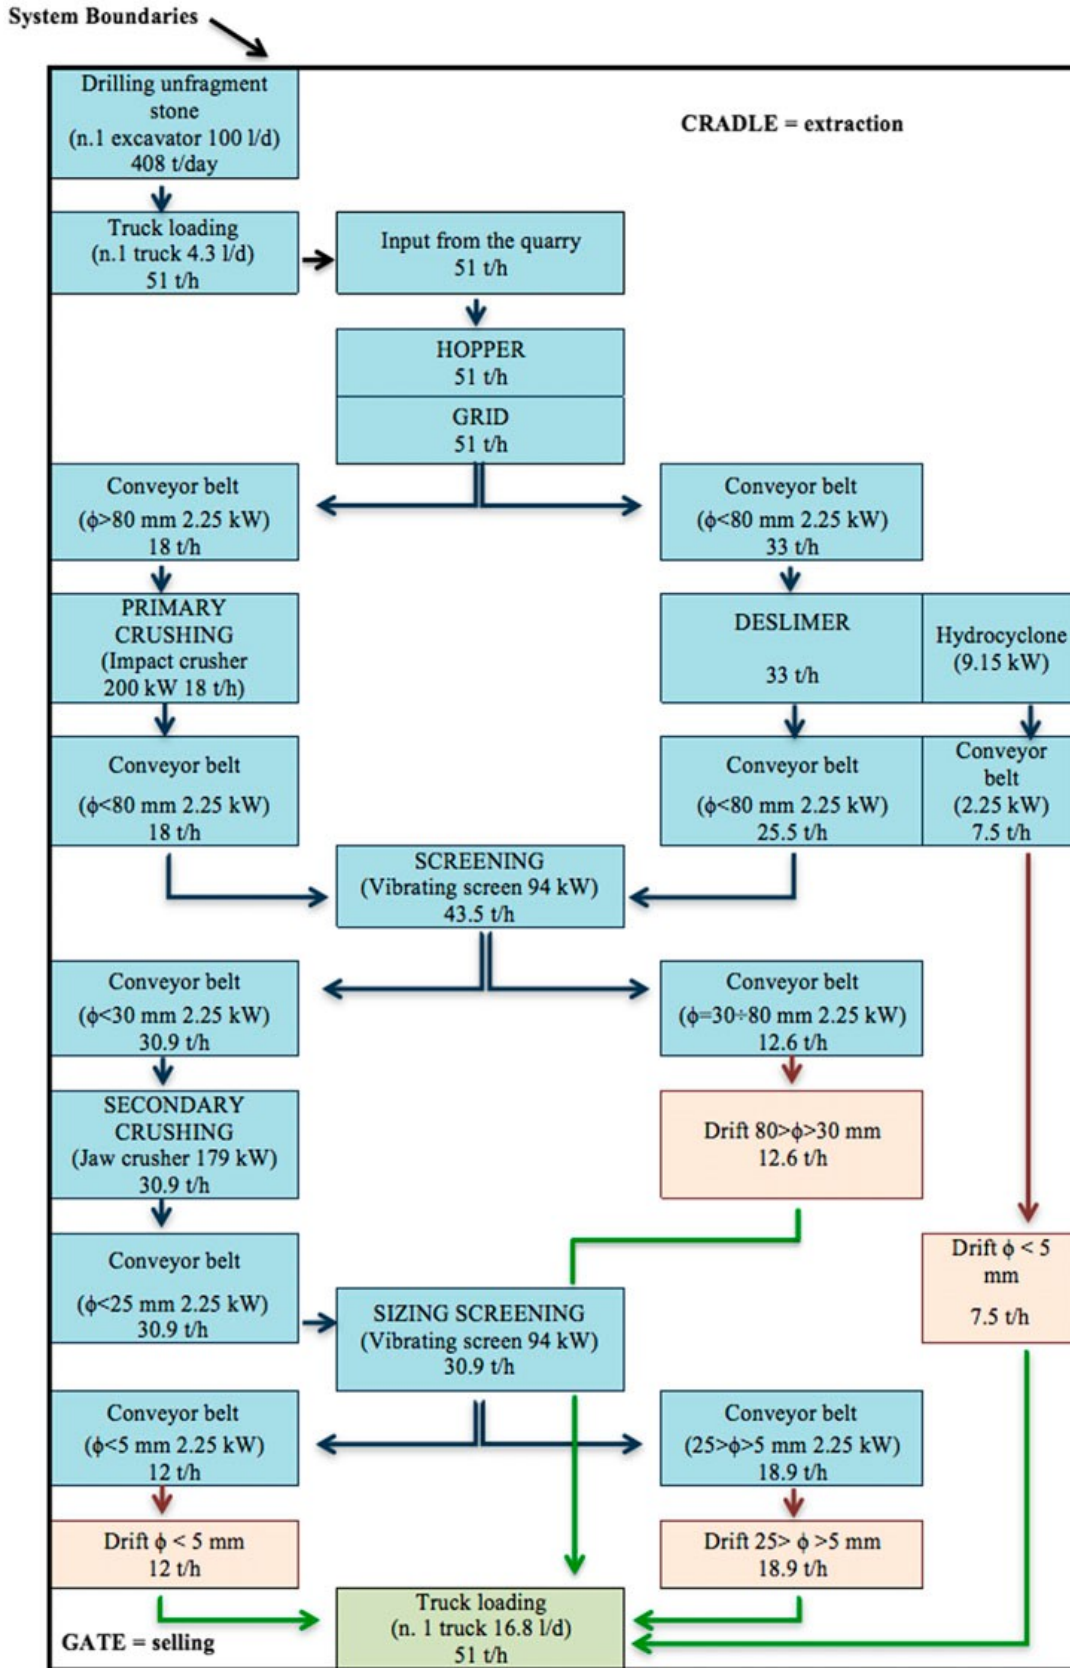 System Boundaries
Drilling unfragment
stone
(n.1 excavator 100 l/d)
408 t/day
CRADLE = extraction
Truck loading
(n.1 truck 4.3 l/d)
51 t/h
Input from the quarry
51 t/h
HOPPER
51 t/h
GRID
51 t/h
Conveyor belt
(ϕ>80 mm 2.25 kW)
18 t/h
Conveyor belt
(ϕ<80 mm 2.25 kW)
33 t/h
PRIMARY
CRUSHING
(Impact crusher
200 kW 18 t/h)
DESLIMER
33 t/h
Hydrocyclone
(9.15 kW)
Conveyor belt
(ϕ<80 mm 2.25 kW)
18 t/h
Conveyor belt
(ϕ<80 mm 2.25 kW)
25.5 t/h
Conveyor
belt
(2.25 kW)
7.5 t/h
SCREENING
(Vibrating screen 94 kW)
43.5 t/h
Conveyor belt
(ϕ<30 mm 2.25 kW)
30.9 t/h
Conveyor belt
(ϕ=30÷80 mm 2.25 kW)
12.6 t/h
SECONDARY
CRUSHING
(Jaw crusher 179 kW)
30.9 t/h
Drift 80>ϕ>30 mm
12.6 t/h
Conveyor belt
(ϕ<25 mm 2.25 kW)
30.9 t/h
SIZING SCREENING
(Vibrating screen 94 kW)
30.9 t/h
Drift ϕ < 5
mm
7.5 t/h
Conveyor belt
(ϕ<5 mm 2.25 kW)
12 t/h
Conveyor belt
(25>ϕ>5 mm 2.25 kW)
18.9 t/h
Drift ϕ < 5 mm
12 t/h
Drift 25> ϕ >5 mm
18.9 t/h
Truck loading
(n. 1 truck 16.8 l/d)
51 t/h
GATE = selling